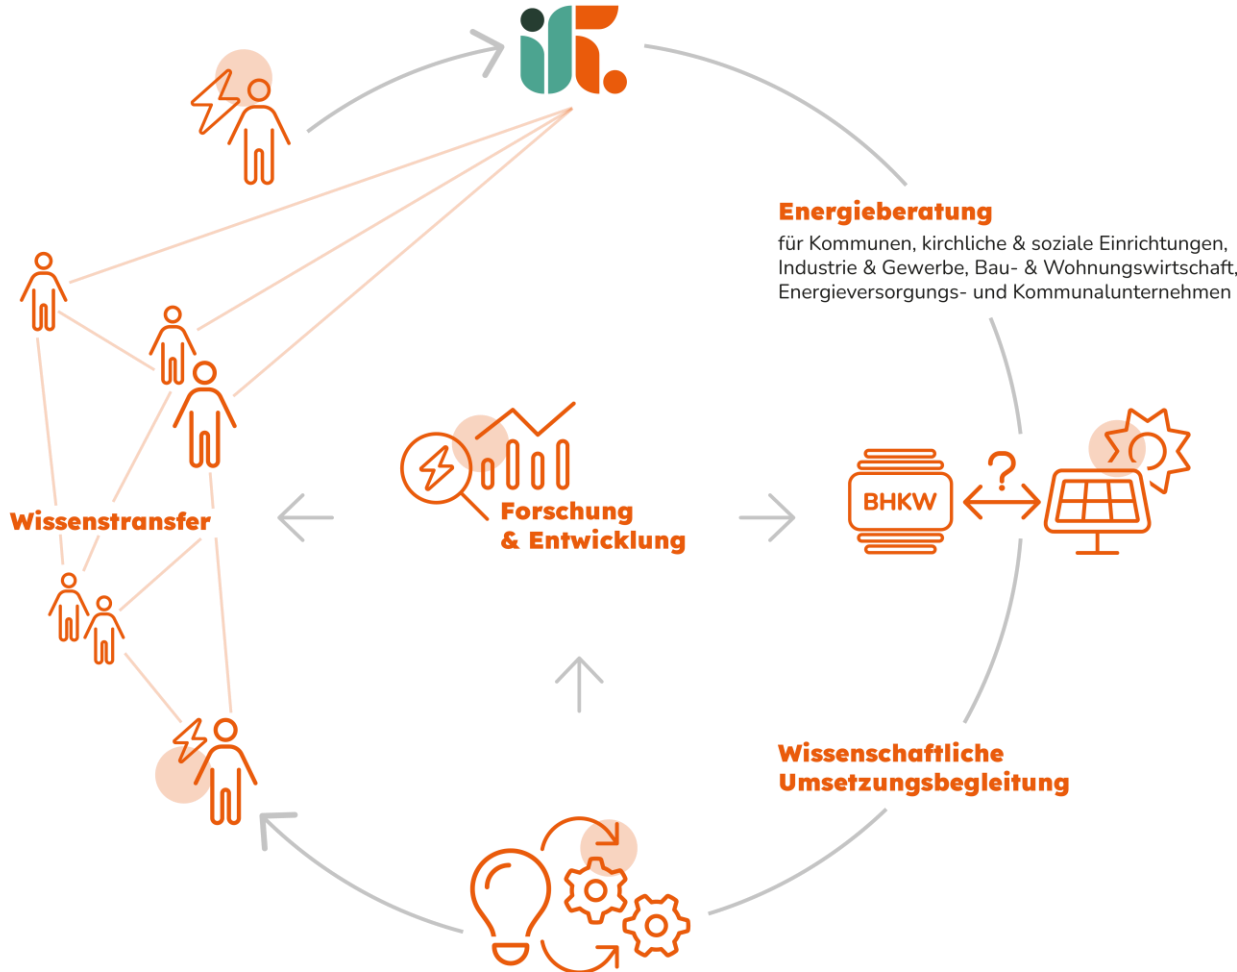 ifE.
Energieberatung
für Kommunen, kirchliche & soziale Einrichtungen,
Industrie & Gewerbe, Bau- & Wohnungswirtschaft,
Energieversorgungs- und Kommunalunternehmen
?
BHKW
Forschung
& Entwicklung
Wissenstransfer
Wissenschaftliche
Umsetzungsbegleitung